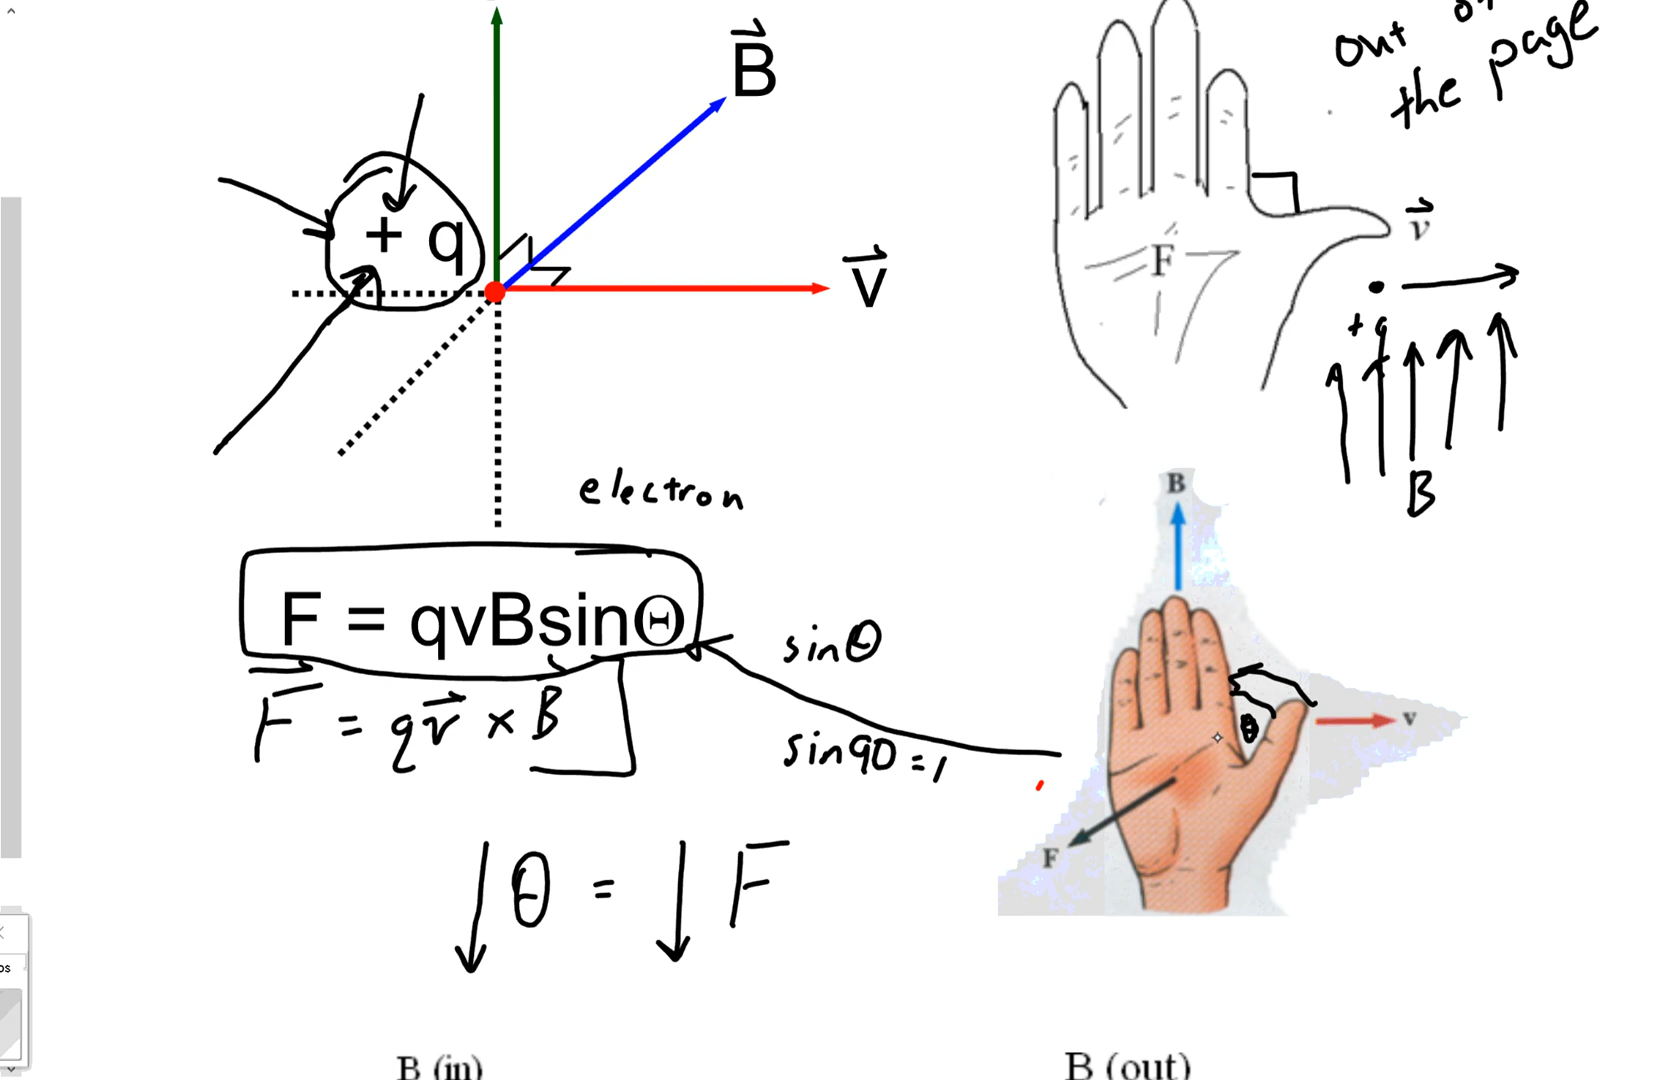 out of
the page
B
v
F
+ q
v
+ q
B
B
electron
F = qvBsinΘ
sinθ
F = qv × B
v
θ
sin90 = 1
F
↓ θ = ↓ F
B (in)
B (out)